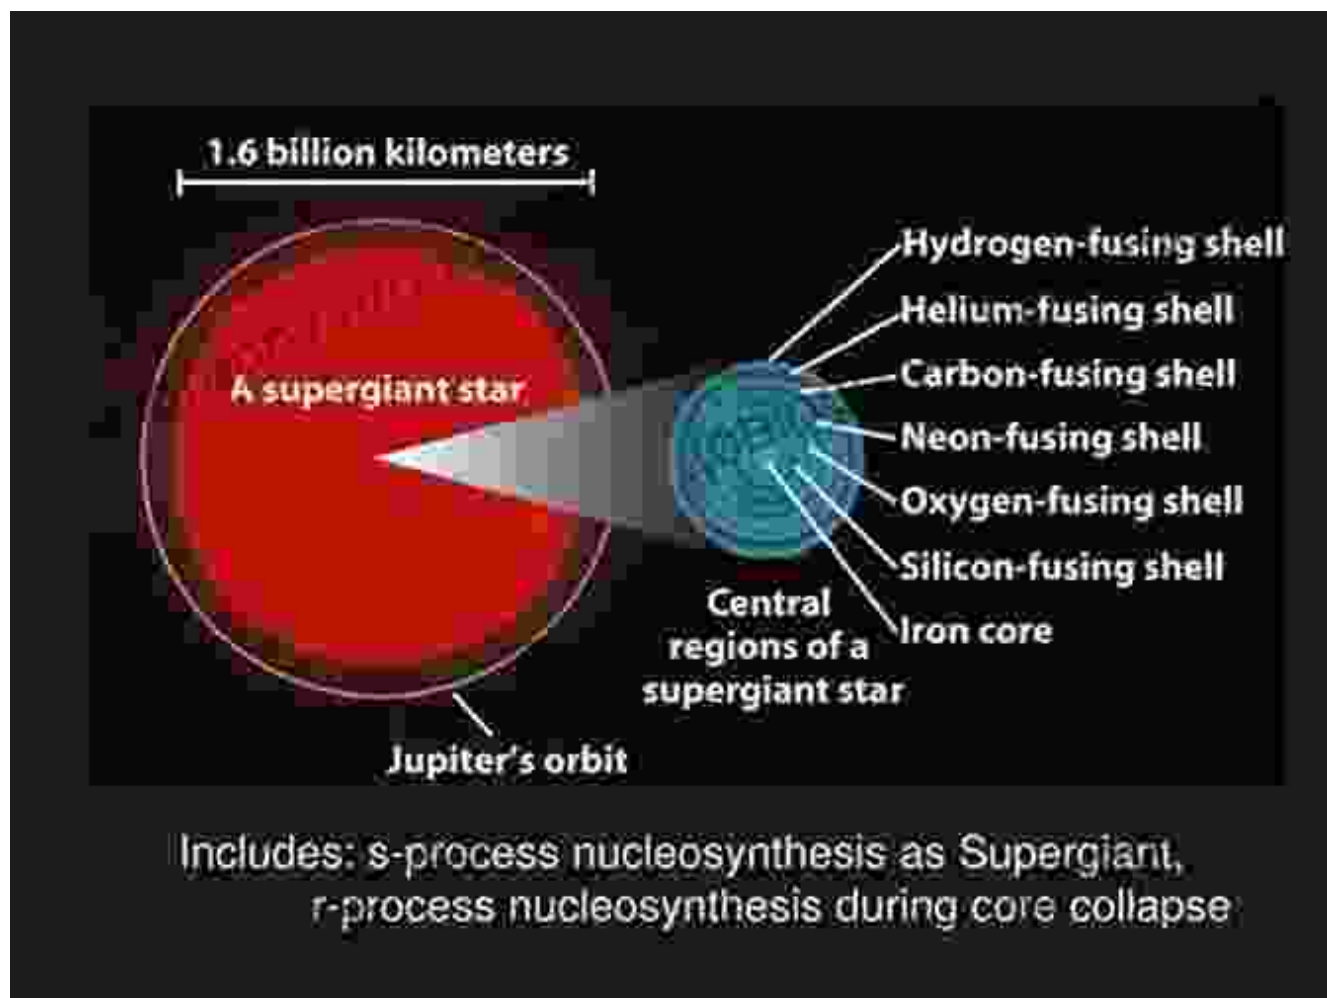 1.6 billion kilometers
A supergiant star
Jupiter's orbit
Hydrogen-fusing shell
Helium-fusing shell
Carbon-fusing shell
Neon-fusing shell
Oxygen-fusing shell
Silicon-fusing shell
Iron core
Central
regions of a
supergiant star
Includes: s-process nucleosynthesis as Supergiant,
r-process nucleosynthesis during core collapse